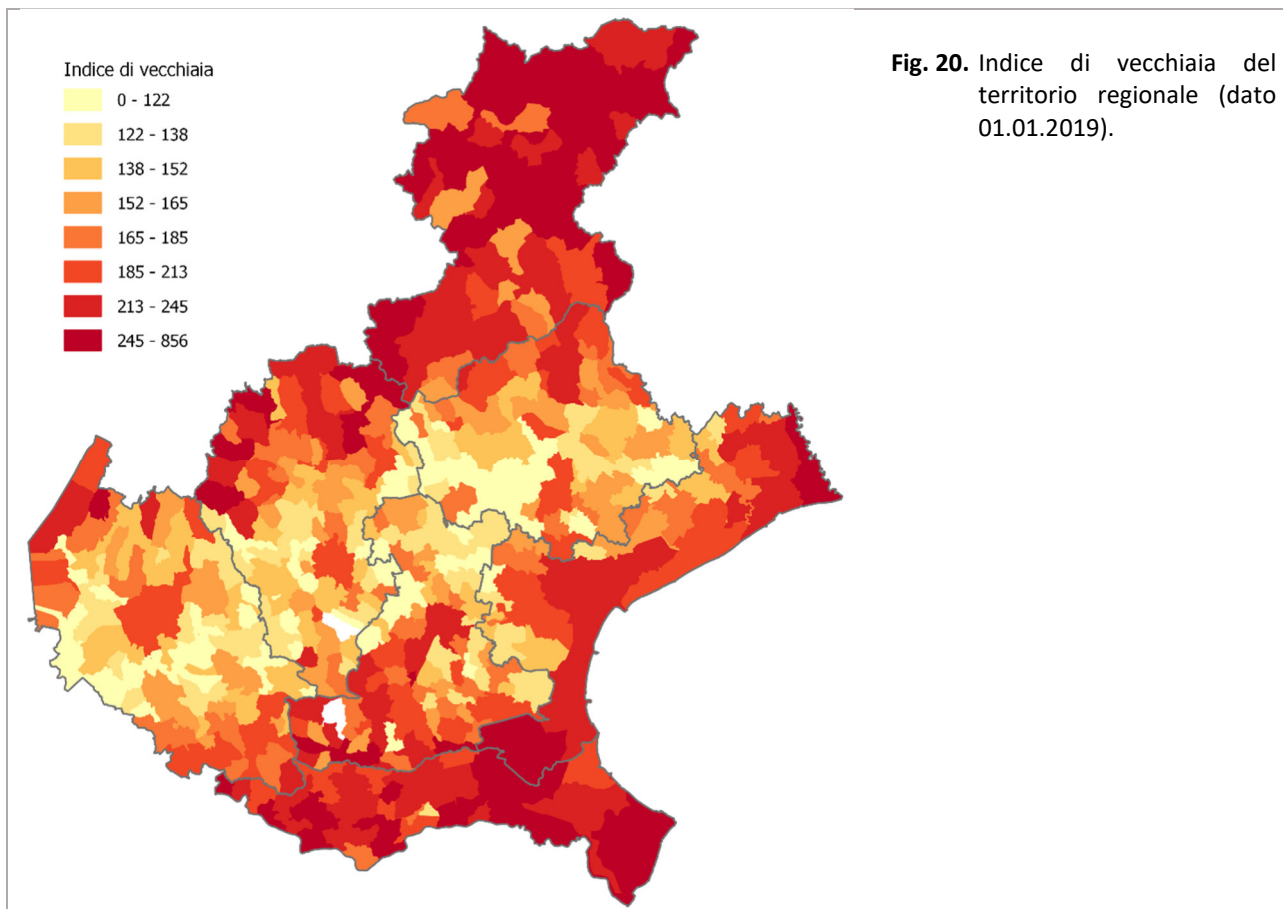 Indice di vecchiaia
0 - 122
122 - 138
138 - 152
152 - 165
165 - 185
185 - 213
213 - 245
245 - 856
Fig. 20. Indice di vecchiaia del
territorio regionale (dato
01.01.2019).